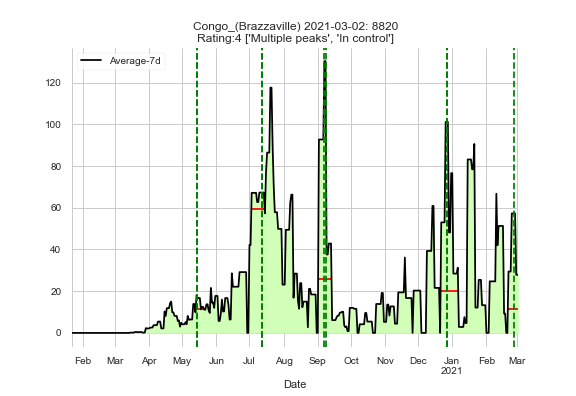 Congo_(Brazzaville) 2021-03-02: 8820
Rating:4 ['Multiple peaks', 'In control']
Average-7d
120
100
80
60
40
20
0
Feb Mar Apr May Jun Jul Aug Sep Oct Nov Dec Jan Feb Mar
2021
Date